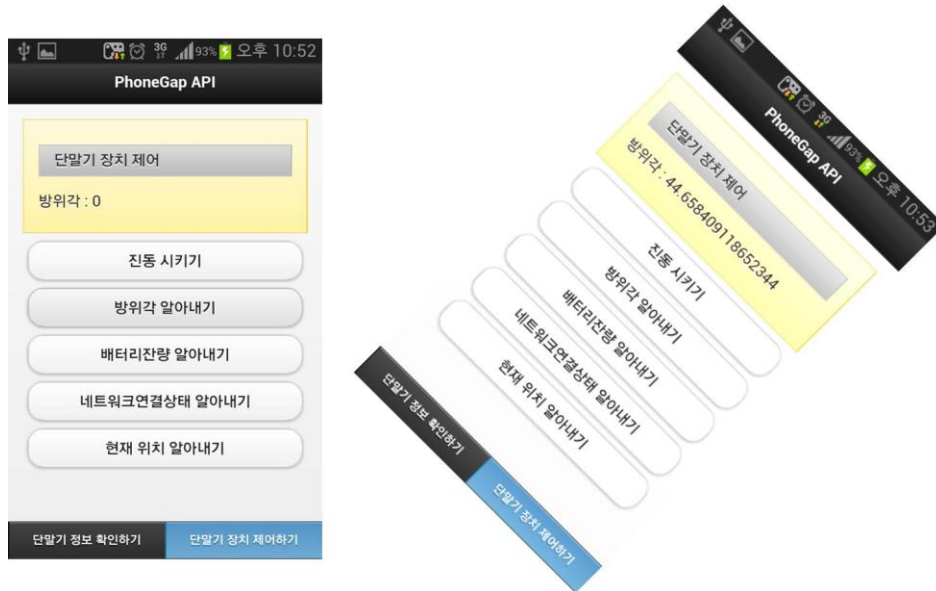 3G 93% 오후 10:52
PhoneGap API
단말기 장치 제어
방위각 : 0
진동 시키기
방위각 알아내기
배터리잔량 알아내기
네트워크연결상태 알아내기
현재 위치 알아내기
단말기 정보 확인하기 단말기 장치 제어하기
3G 93% 오후 10:53
PhoneGap API
단말기 장치 제어
방위각 : 44.658409118652344
진동 시키기
방위각 알아내기
배터리잔량 알아내기
네트워크연결상태 알아내기
현재 위치 알아내기
단말기 정보 확인하기 단말기 장치 제어하기